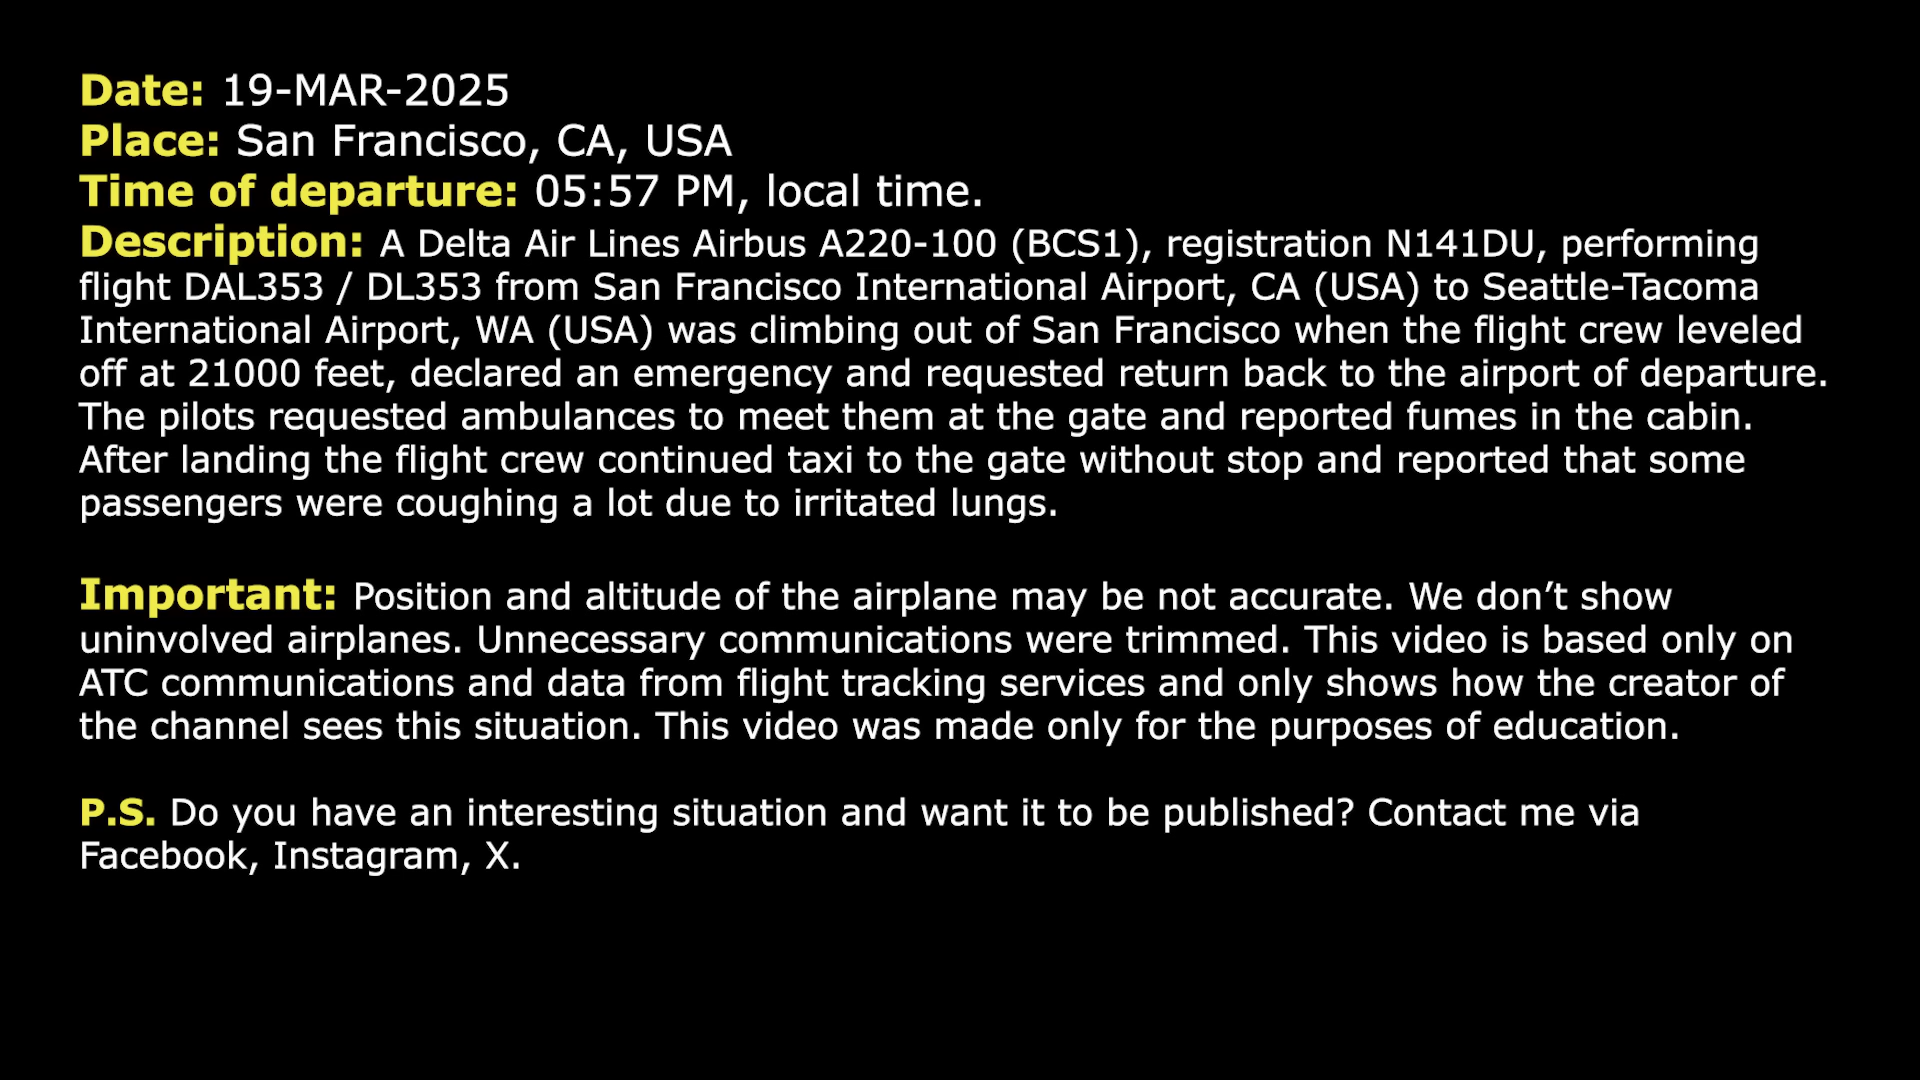 Date: 19-MAR-2025
Place: San Francisco, CA, USA
Time of departure: 05:57 PM, local time.
Description: A Delta Air Lines Airbus A220-100 (BCS1), registration N141DU, performing
flight DAL353 / DL353 from San Francisco International Airport, CA (USA) to Seattle-Tacoma
International Airport, WA (USA) was climbing out of San Francisco when the flight crew leveled
off at 21000 feet, declared an emergency and requested return back to the airport of departure.
The pilots requested ambulances to meet them at the gate and reported fumes in the cabin.
After landing the flight crew continued taxi to the gate without stop and reported that some
passengers were coughing a lot due to irritated lungs.
Important: Position and altitude of the airplane may be not accurate. We don’t show
uninvolved airplanes. Unnecessary communications were trimmed. This video is based only on
ATC communications and data from flight tracking services and only shows how the creator of
the channel sees this situation. This video was made only for the purposes of education.
P.S. Do you have an interesting situation and want it to be published? Contact me via
Facebook, Instagram, X.